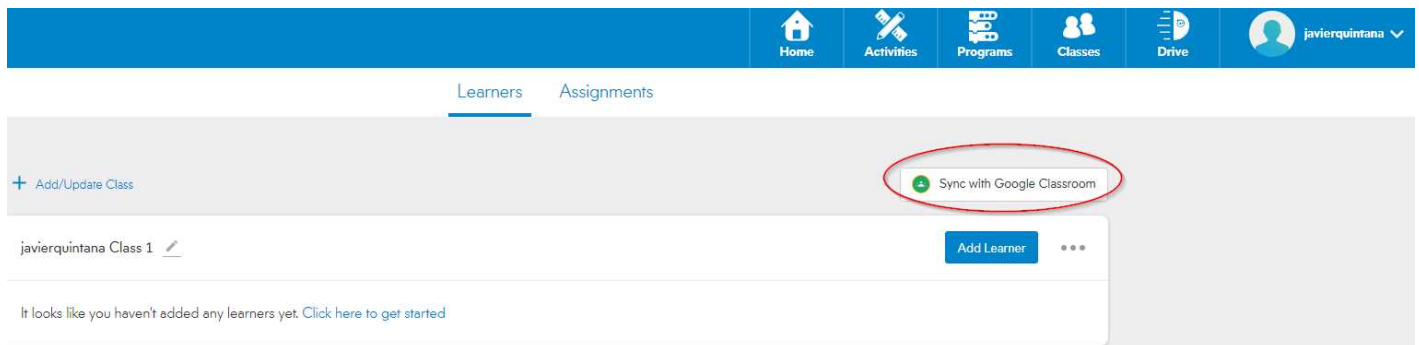 Home Activities Programs Classes Drive javierquintana
Learners Assignments
+ Add/Update Class Sync with Google Classroom
javierquintana Class 1 Add Learner
It looks like you haven't added any learners yet. Click here to get started